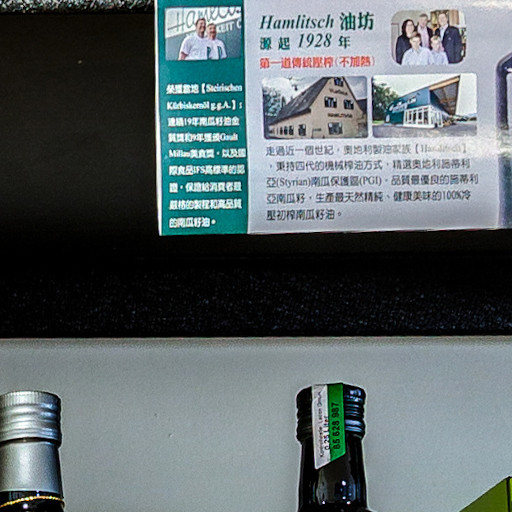 Hamlitsch 油坊
源起 1928 年
第一道傳統壓榨(不加熱)
榮獲當地【Steirischen
Kürbiskernöl g.g.A.】:
連續19年南瓜籽油金
質獎和9年獲頒Gault
Millau美食獎,以及國
際食品IFS高標準的認
證,保證給消費者最
嚴格的製程和高品質
的南瓜籽油。
走過近一個世紀,奧地利製油家族【Hamlitsch】
,秉持四代的機械榨油方式,精選奧地利施蒂利
亞(Styrian)南瓜保護區(PGI),品質最優良的施蒂利
亞南瓜籽,生產最天然精純、健康美味的100%冷
壓初榨南瓜籽油。
0,25 Liter